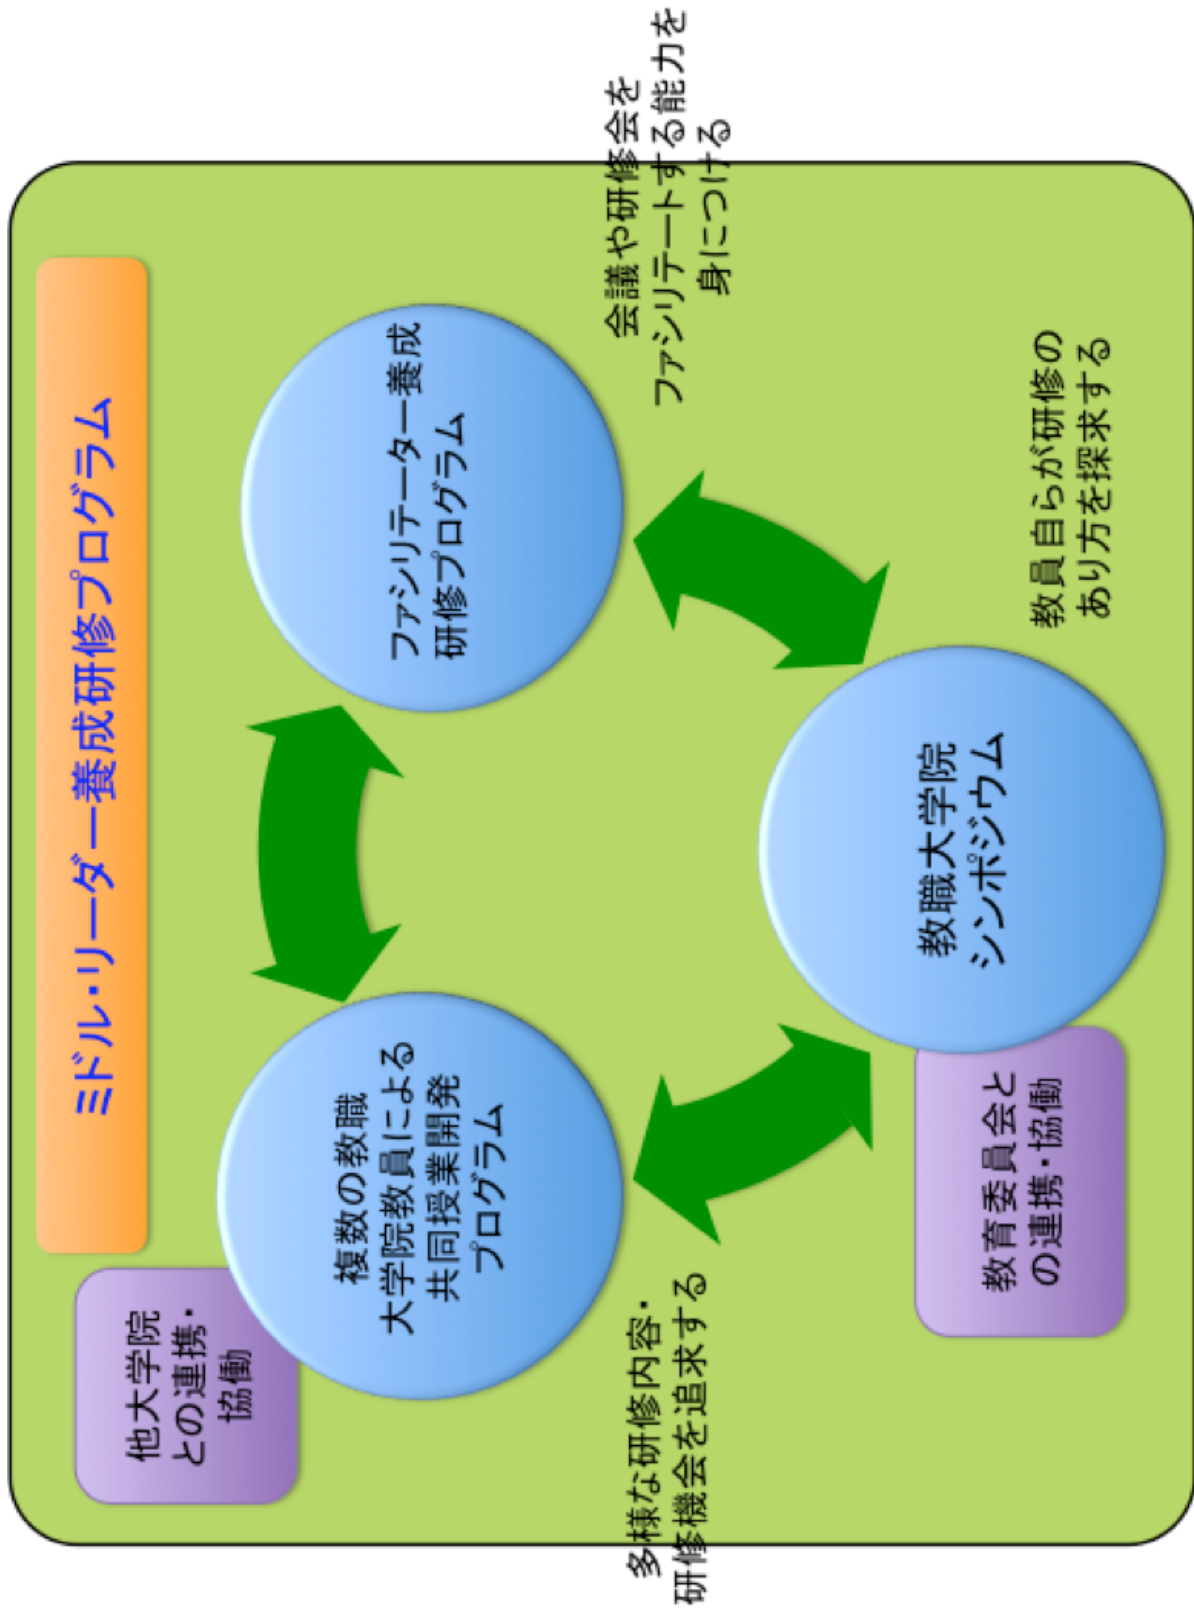 ミドル・リーダー養成研修プログラム
他大学院
との連携・
協働
複数の教職
大学院教員による
共同授業開発
プログラム
ファシリテーター養成
研修プログラム
多様な研修内容・
研修機会を追求する
会議や研修会を
ファシリテートする能力を
身につける
教育委員会と
の連携・協働
教職大学院
シンポジウム
教員自らが研修の
あり方を探求する